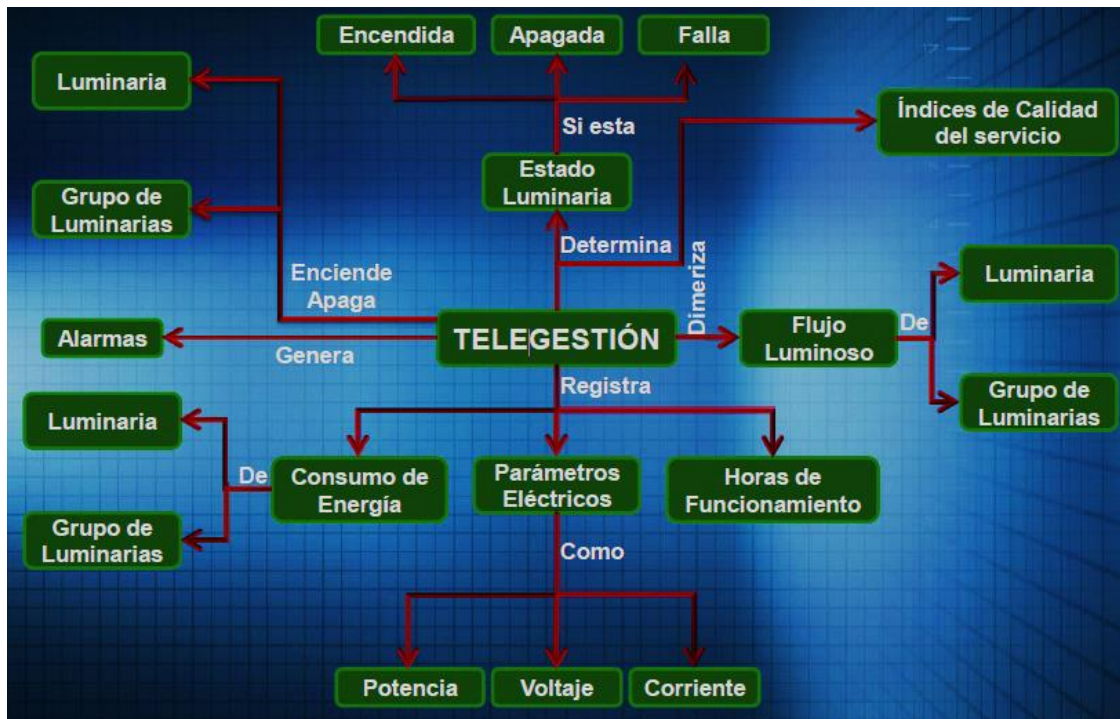 Encendida
Apagada
Falla
Luminaria
Si esta
Índices de Calidad
del servicio
Estado
Luminaria
Grupo de
Luminarias
Determina
Enciende
Apaga
Dimeriza
Luminaria
Alarmas
Genera
TELEGESTIÓN
Flujo
Luminoso
De
Registra
Grupo de
Luminarias
Luminaria
De
Consumo de
Energía
Parámetros
Eléctricos
Horas de
Funcionamiento
Grupo de
Luminarias
Como
Potencia
Voltaje
Corriente